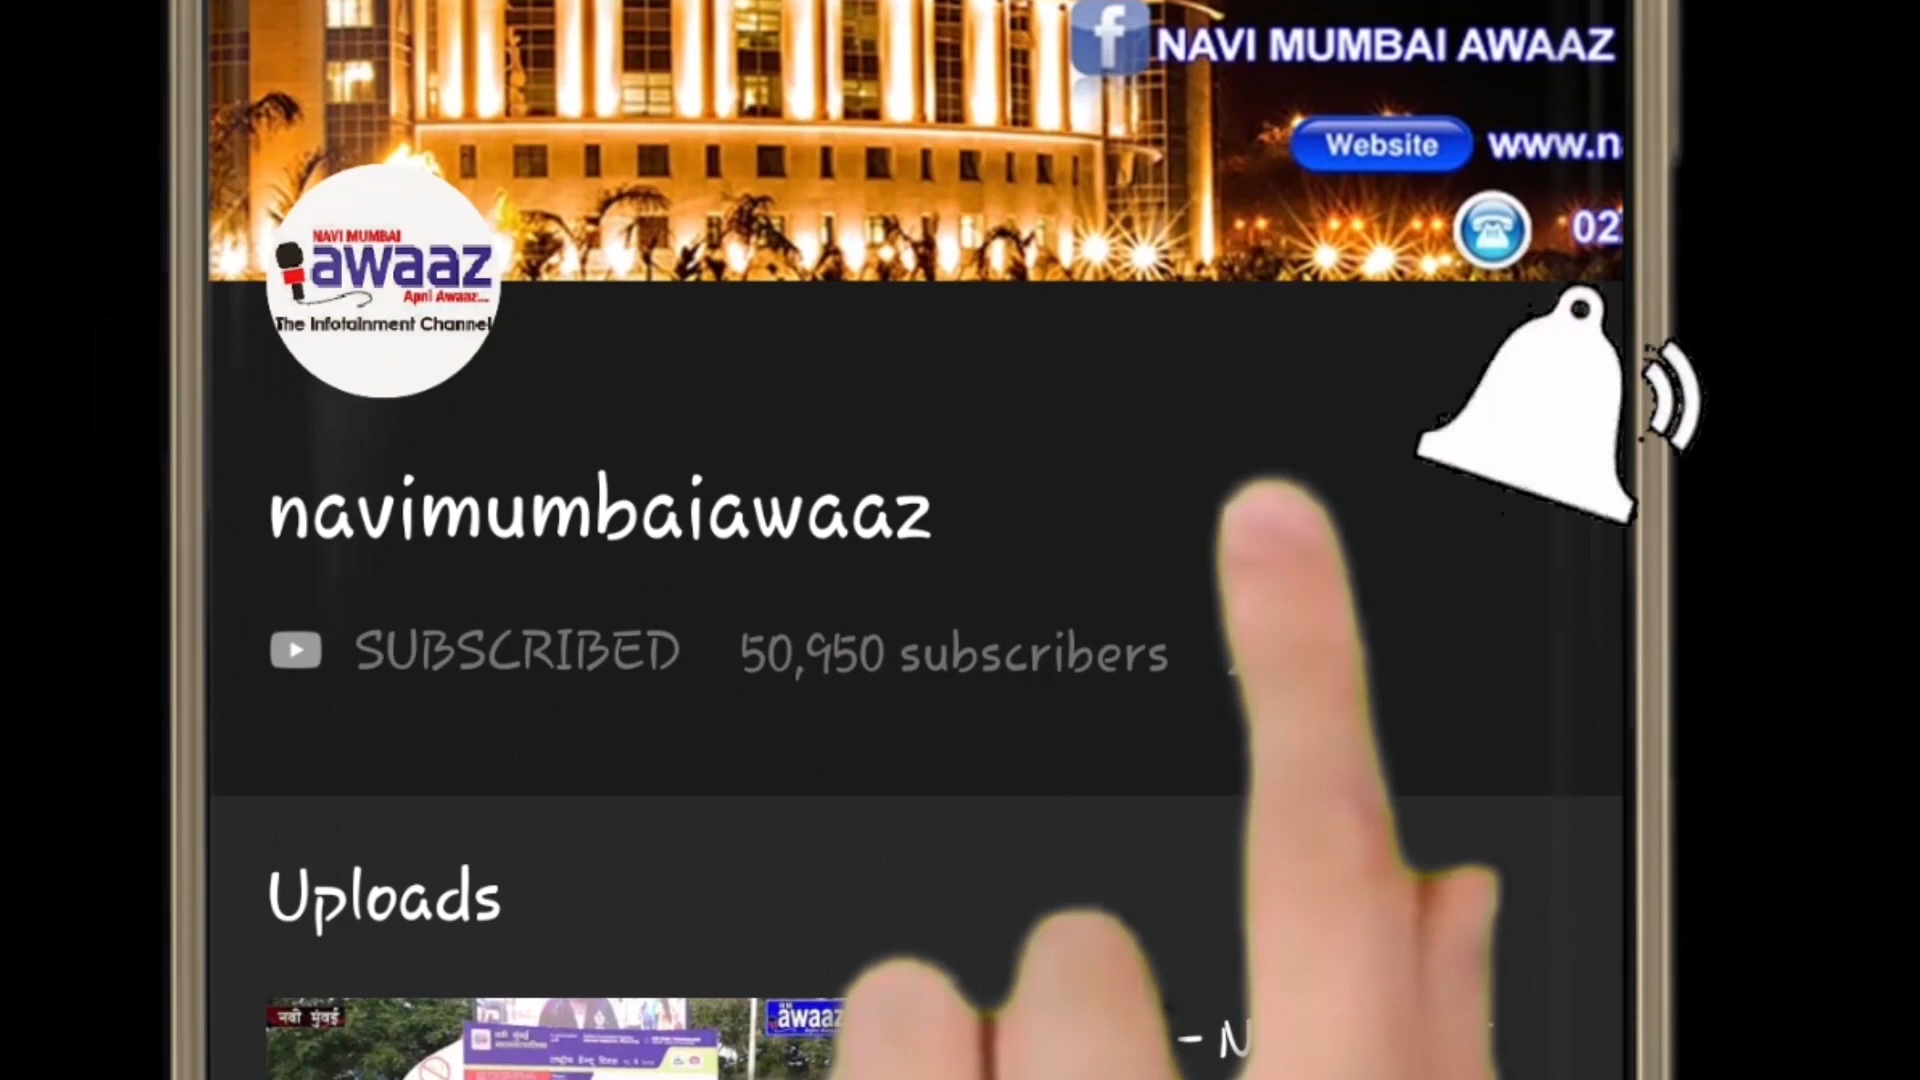 NAVI MUMBAI AWAAZ
Website www.n
02
NAVI MUMBAI
awaaz
Apni Awaaz....
The Infotainment Channel
navimumbaiawaaz
SUBSCRIBED 50,950 subscribers
Uploads
नवी मुंबई
awaaz
- N